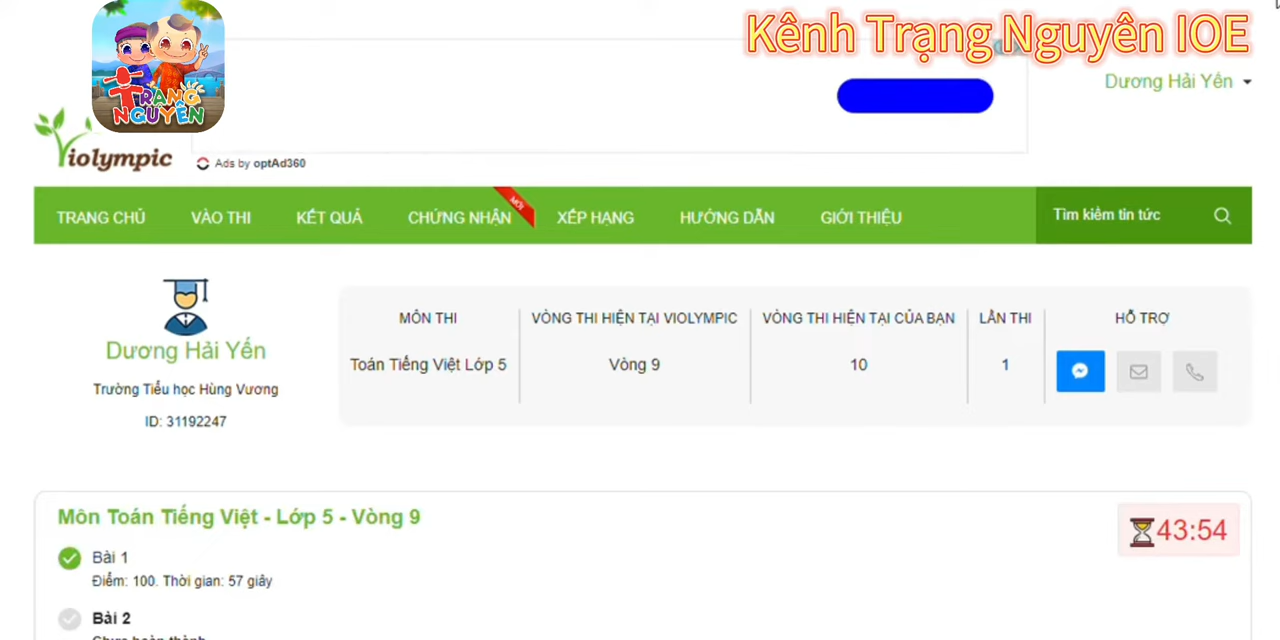 Kênh Trạng Nguyên IOE
TRẠNG NGUYÊN
Dương Hải Yến
Violympic
Ads by optAd360
TRANG CHỦ VÀO THI KẾT QUẢ CHỨNG NHẬN MỚI XẾP HẠNG HƯỚNG DẪN GIỚI THIỆU Tìm kiếm tin tức
MÔN THI VÒNG THI HIỆN TẠI VIOLYMPIC VÒNG THI HIỆN TẠI CỦA BẠN LẦN THI HỖ TRỢ
Dương Hải Yến
Toán Tiếng Việt Lớp 5 Vòng 9 10 1
Trường Tiểu học Hùng Vương
ID: 31192247
Môn Toán Tiếng Việt - Lớp 5 - Vòng 9
43:54
Bài 1
Điểm: 100. Thời gian: 57 giây
Bài 2